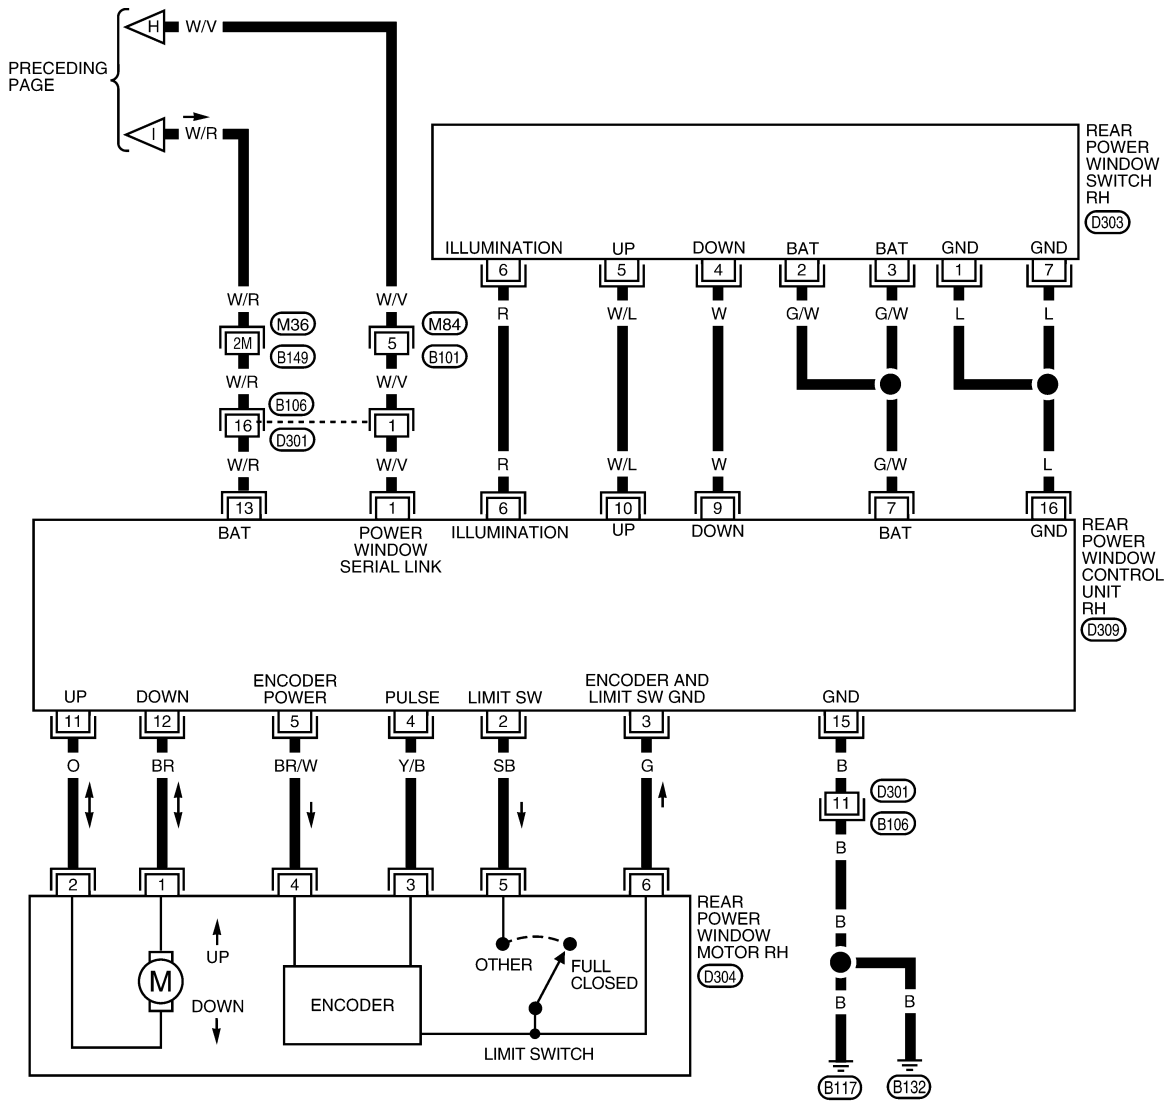 H W/V
PRECEDING
PAGE
I W/R
REAR
POWER
WINDOW
SWITCH
RH
D303
ILLUMINATION UP DOWN BAT BAT GND GND
6 5 4 2 3 1 7
W/R W/V R W/L W G/W G/W L L
M36 M84
2M 5
B149 B101
W/R W/V
B106
16 1
D301
W/R W/V R W/L W G/W L
13 1 6 10 9 7 16
BAT POWER ILLUMINATION UP DOWN BAT GND
WINDOW
SERIAL LINK
REAR
POWER
WINDOW
CONTROL
UNIT
RH
D309
UP DOWN ENCODER PULSE LIMIT SW ENCODER AND GND
POWER LIMIT SW GND
11 12 5 4 2 3 15
O BR BR/W Y/B SB G B
D301
11
B106
B
2 1 4 3 5 6
REAR
POWER
WINDOW
MOTOR RH
D304
B
UP
M
DOWN
ENCODER
OTHER
FULL
CLOSED
LIMIT SWITCH
B B
B117 B132